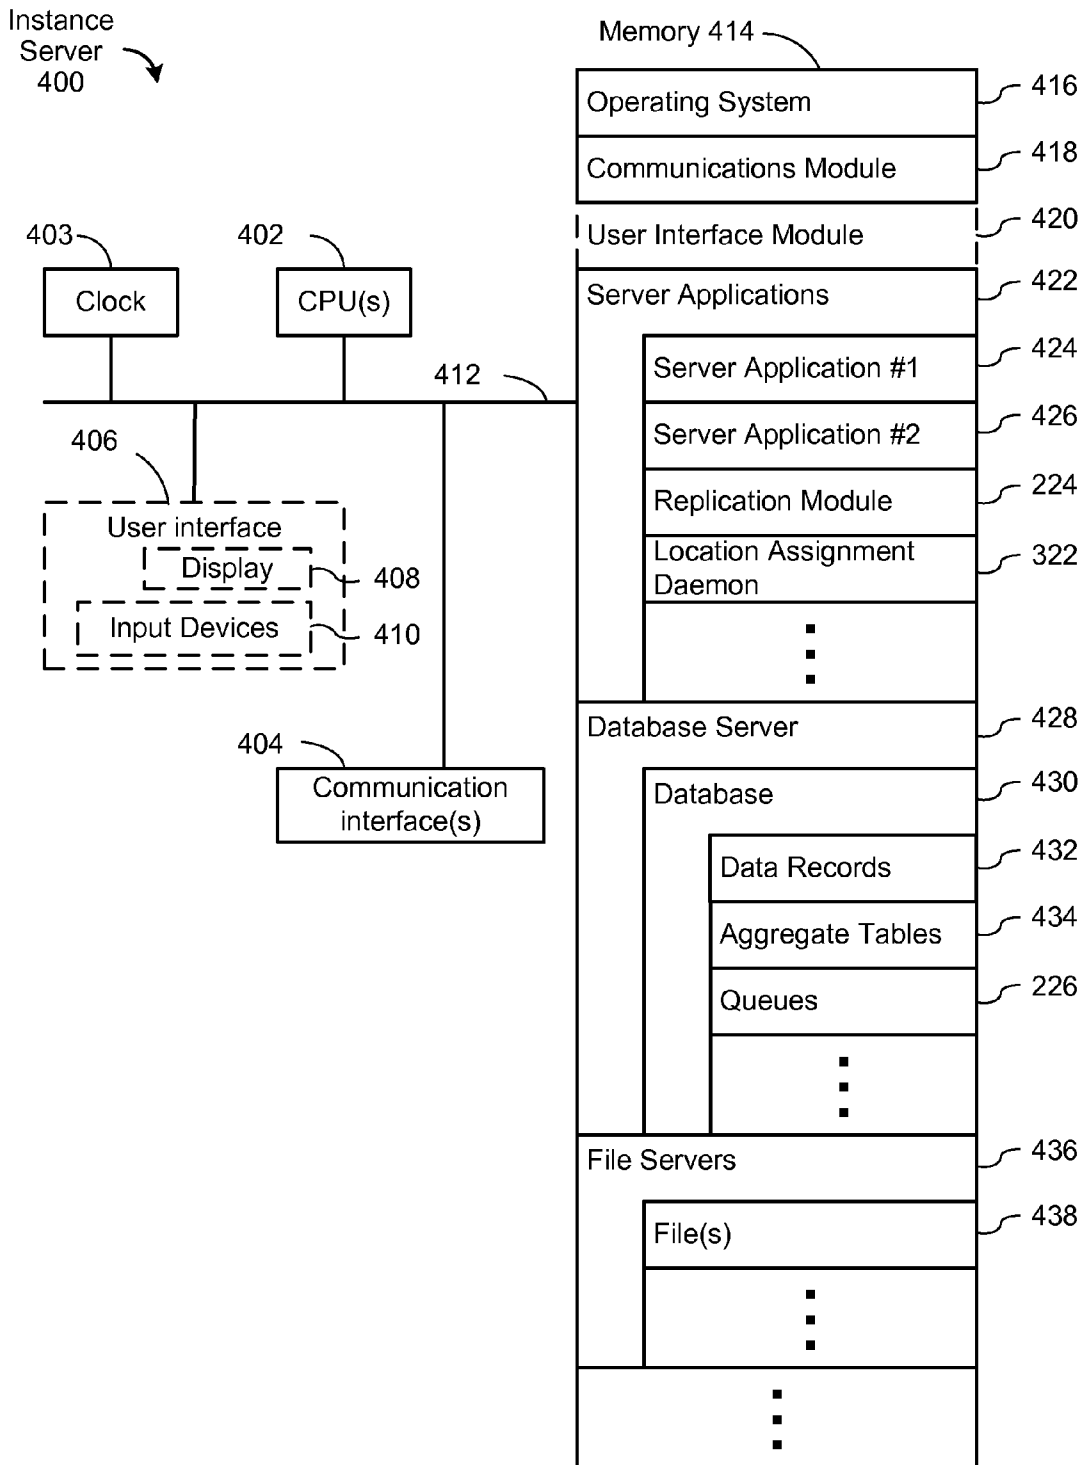 Instance
Server
400
Memory 414
Operating System
416
Communications Module
418
User Interface Module
420
Server Applications
422
Server Application #1
424
Server Application #2
426
Replication Module
224
Location Assignment
Daemon
322
403
Clock
402
CPU(s)
412
406
User interface
Display
408
Input Devices
410
404
Communication
interface(s)
Database Server
428
Database
430
Data Records
432
Aggregate Tables
434
Queues
226
File Servers
436
File(s)
438